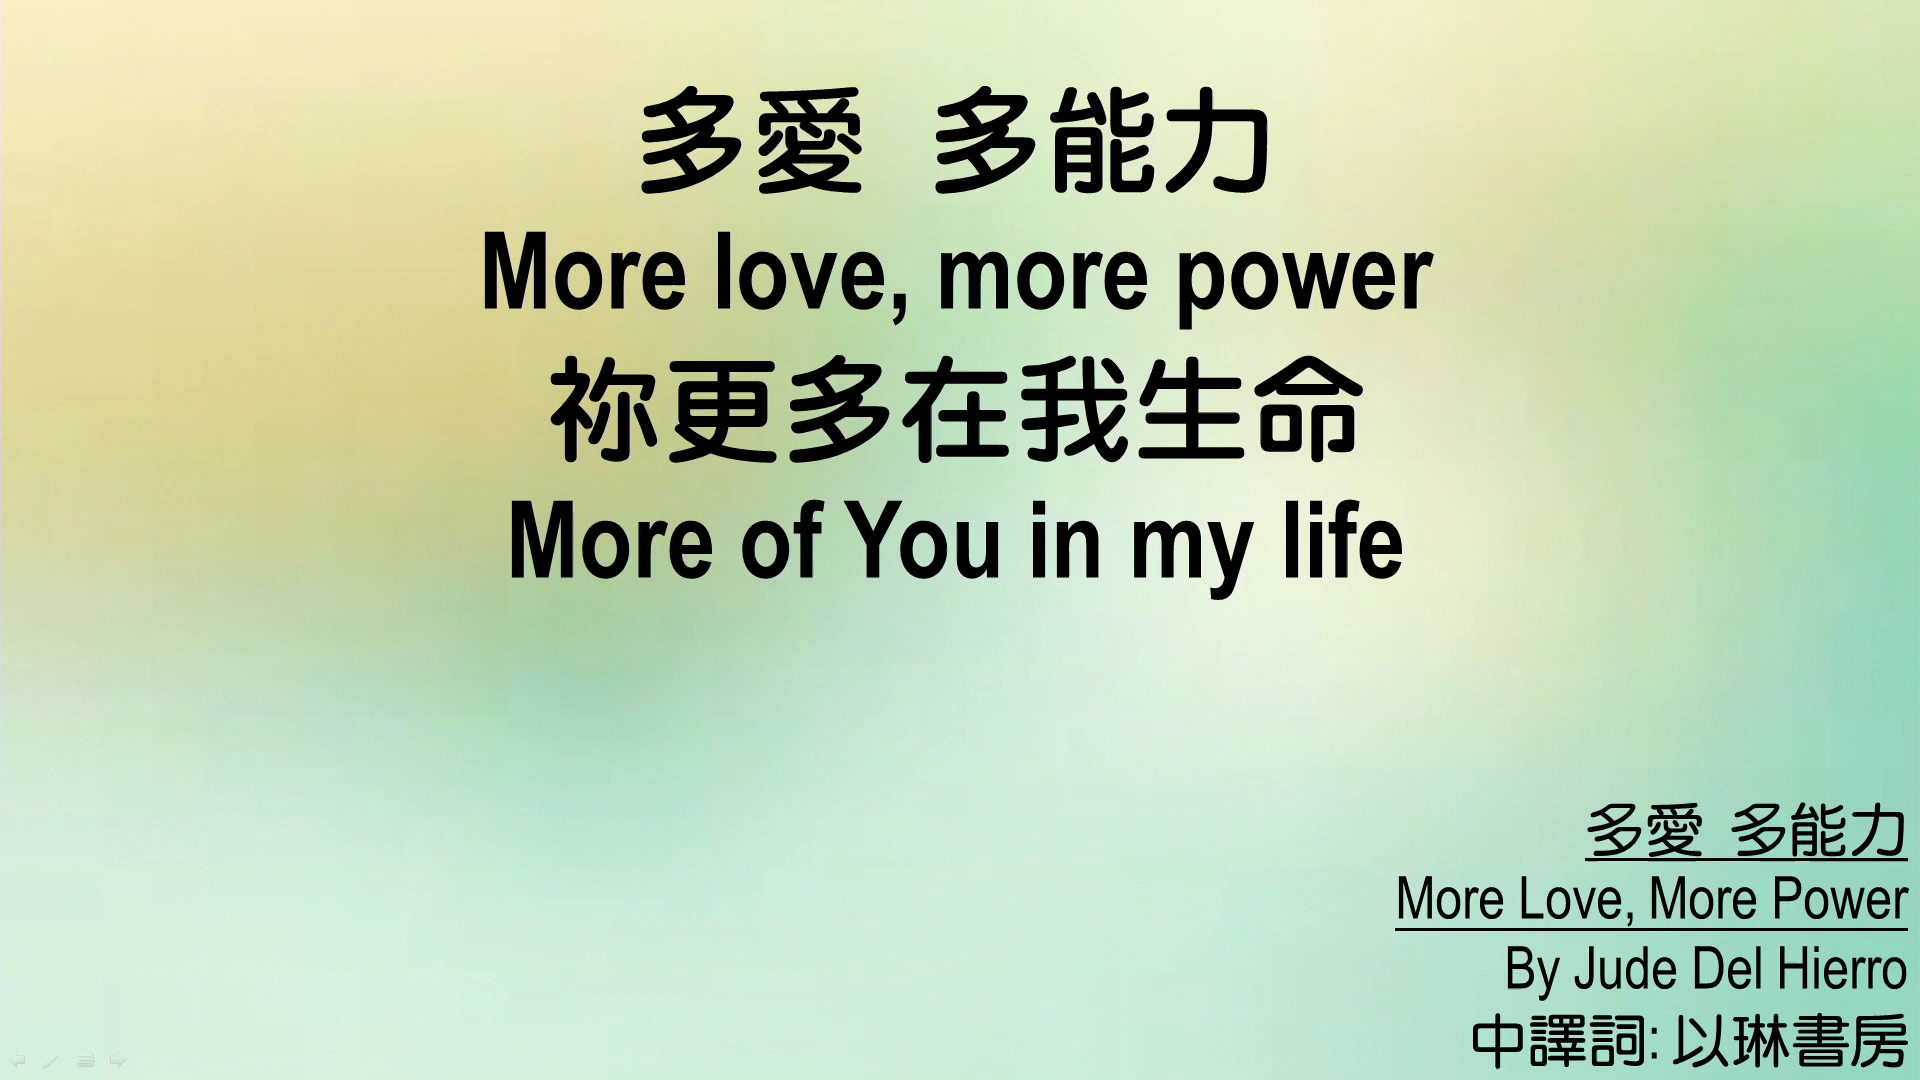 多愛 多能力
More love, more power
祢更多在我生命
More of You in my life
多愛 多能力
More Love, More Power
By Jude Del Hierro
中譯詞: 以琳書房